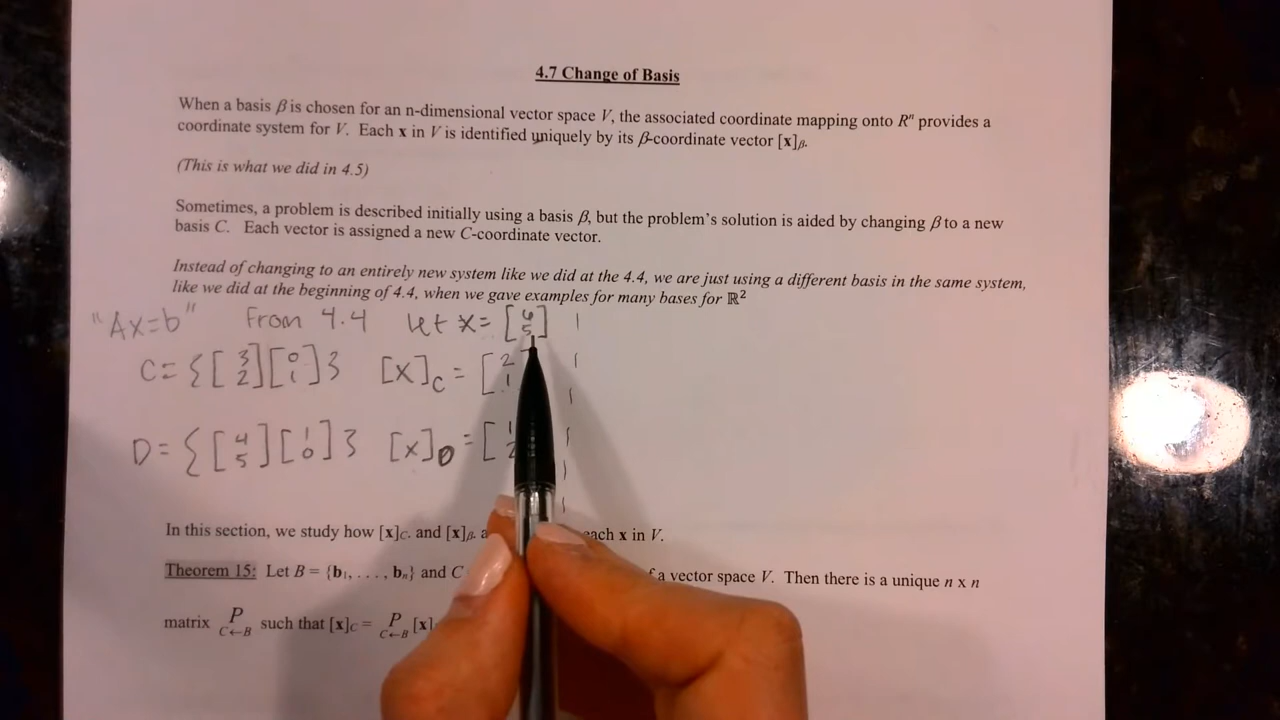 4.7 Change of Basis
When a basis β is chosen for an n-dimensional vector space V, the associated coordinate mapping onto Rⁿ provides a
coordinate system for V. Each x in V is identified uniquely by its β-coordinate vector [x]β.
(This is what we did in 4.5)
Sometimes, a problem is described initially using a basis β, but the problem's solution is aided by changing β to a new
basis C. Each vector is assigned a new C-coordinate vector.
Instead of changing to an entirely new system like we did at the 4.4, we are just using a different basis in the same system,
like we did at the beginning of 4.4, when we gave examples for many bases for ℝ²
"Ax=b" From 4.4 let x = [6 5]
C = {[3 2][0 1]} [x]C = [2 1
D = {[4 5][1 0]} [x]D = [1 2
In this section, we study how [x]C. and [x]β. a each x in V.
Theorem 15: Let B = {b₁, . . . , bₙ} and C a vector space V. Then there is a unique n x n
matrix P C←B such that [x]C = P C←B [x]